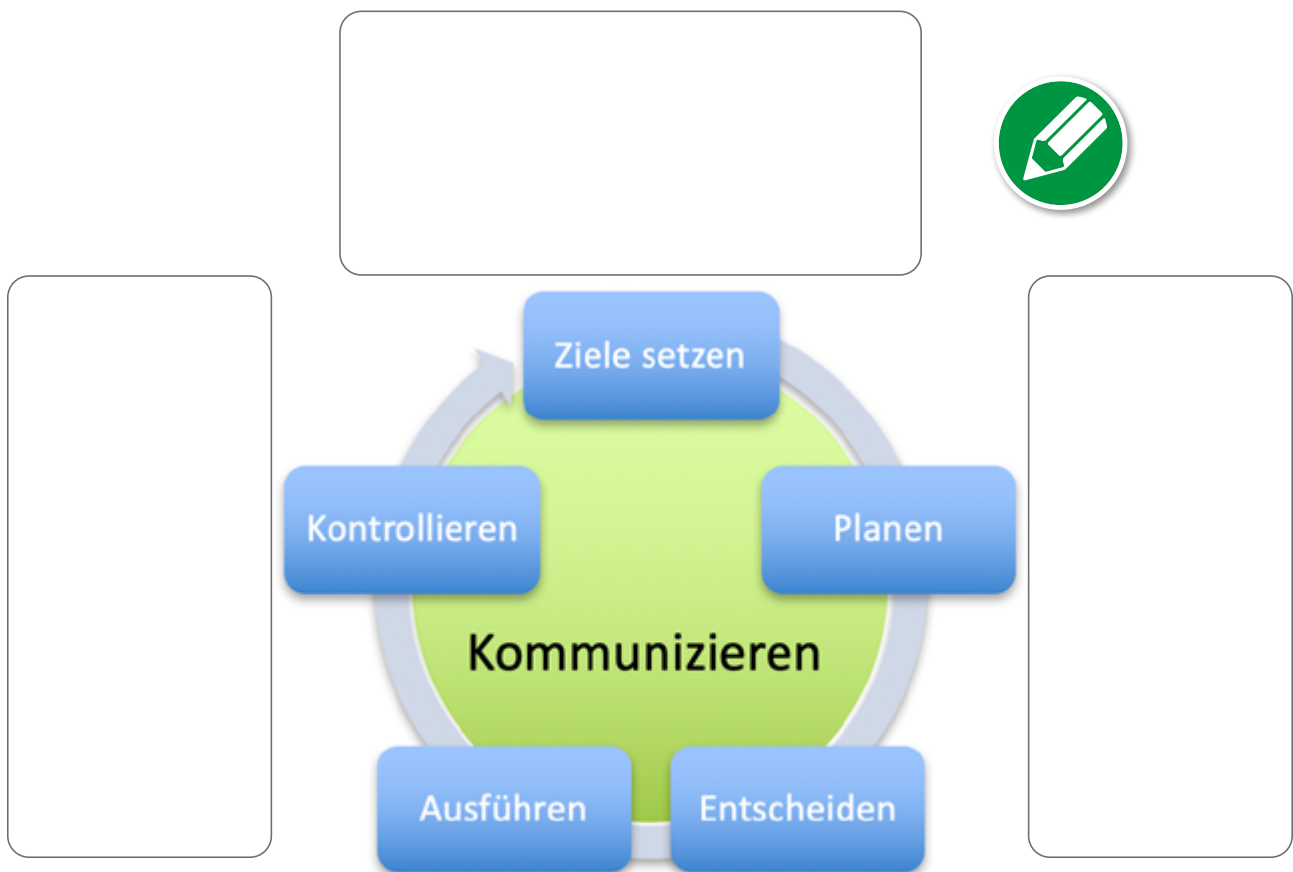 Ziele setzen
Kontrollieren
Planen
Kommunizieren
Ausführen
Entscheiden